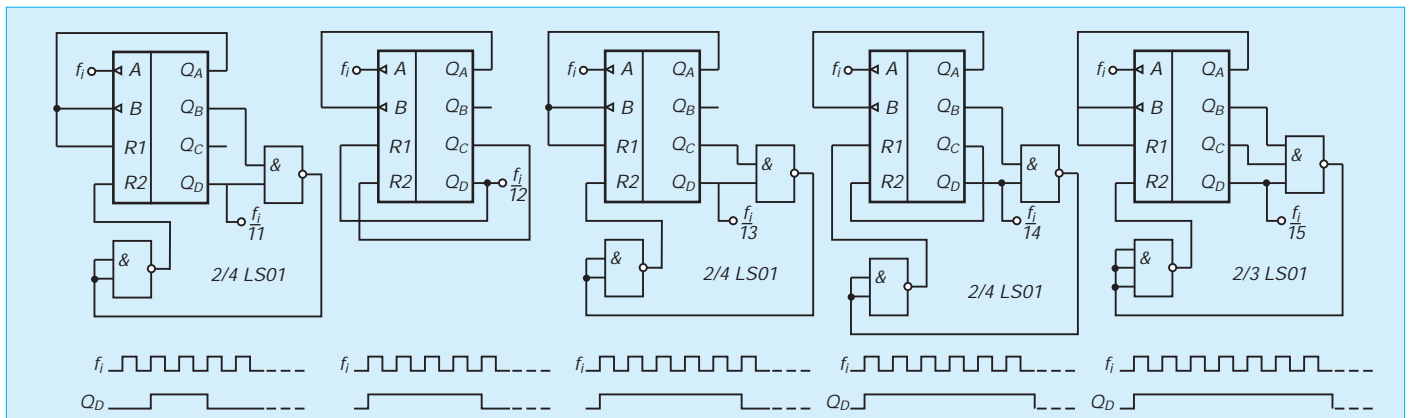 fi A QA
B QB
R1 QC
R2 QD
&
fi/11
&
2/4 LS01
fi A QA
B QB
R1 QC
R2 QD
fi/12
fi A QA
B QB
R1 QC
R2 QD
&
fi/13
&
2/4 LS01
fi A QA
B QB
R1 QC
R2 QD
&
fi/14
&
2/4 LS01
fi A QA
B QB
R1 QC
R2 QD
&
fi/15
&
2/3 LS01
fi fi fi fi fi
QD QD QD